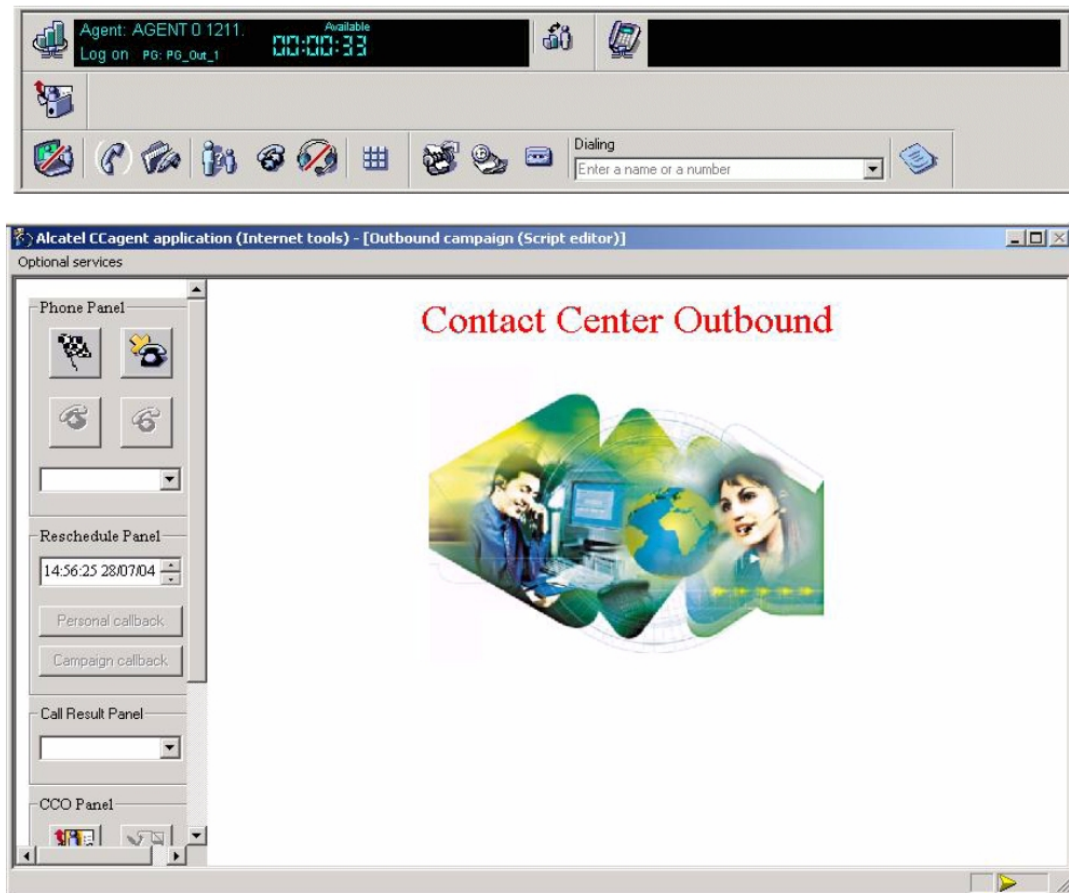 Agent: AGENT 0 1211.
Available
00:00:33
Log on PG: PG_Out_1
Dialing
Enter a name or a number
Alcatel CCagent application (Internet tools) - [Outbound campaign (Script editor)]
Optional services
Phone Panel
Contact Center Outbound
Reschedule Panel
14:56:25 28/07/04
Personal callback
Campaign callback
Call Result Panel
CCO Panel